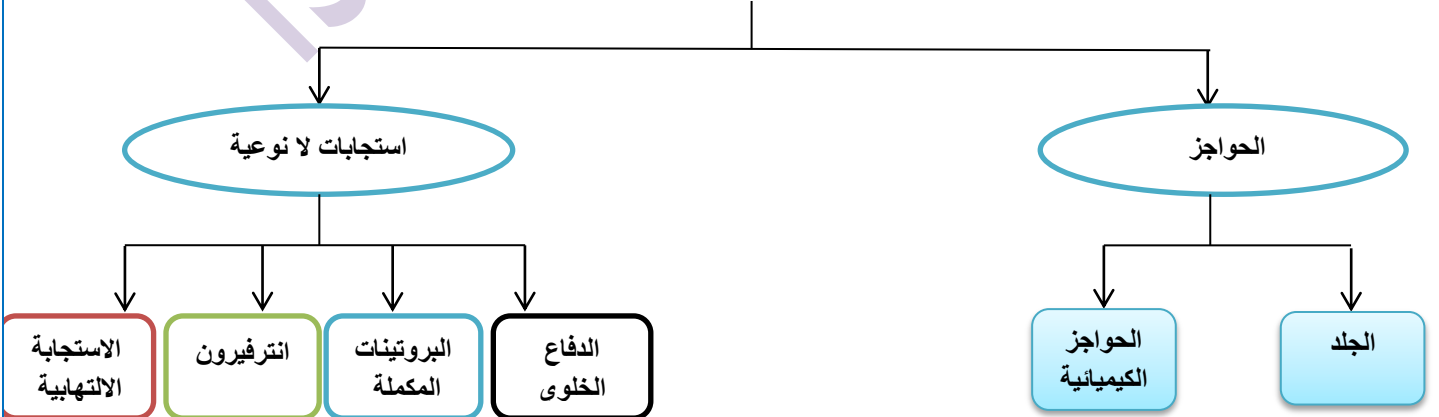 الحواجز
استجابات لا نوعية
الجلد
الحواجز
الكيميائية
الدفاع
الخلوى
البروتينات
المكملة
انترفيرون
الاستجابة
الالتهابية